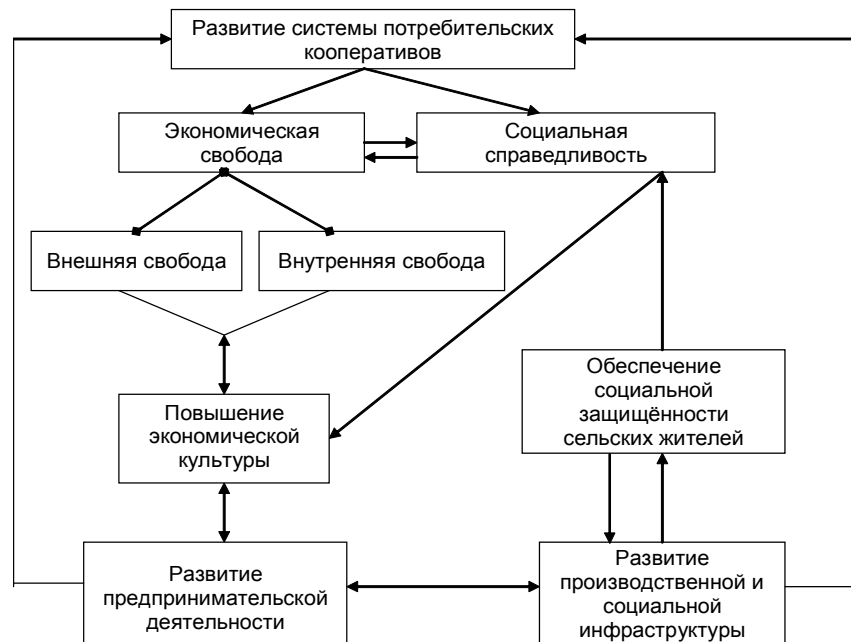 Развитие системы потребительских
кооперативов
Экономическая
свобода
Социальная
справедливость
Внешняя свобода
Внутренняя свобода
Обеспечение
социальной
защищённости
сельских жителей
Повышение
экономической
культуры
Развитие
предпринимательской
деятельности
Развитие
производственной и
социальной
инфраструктуры